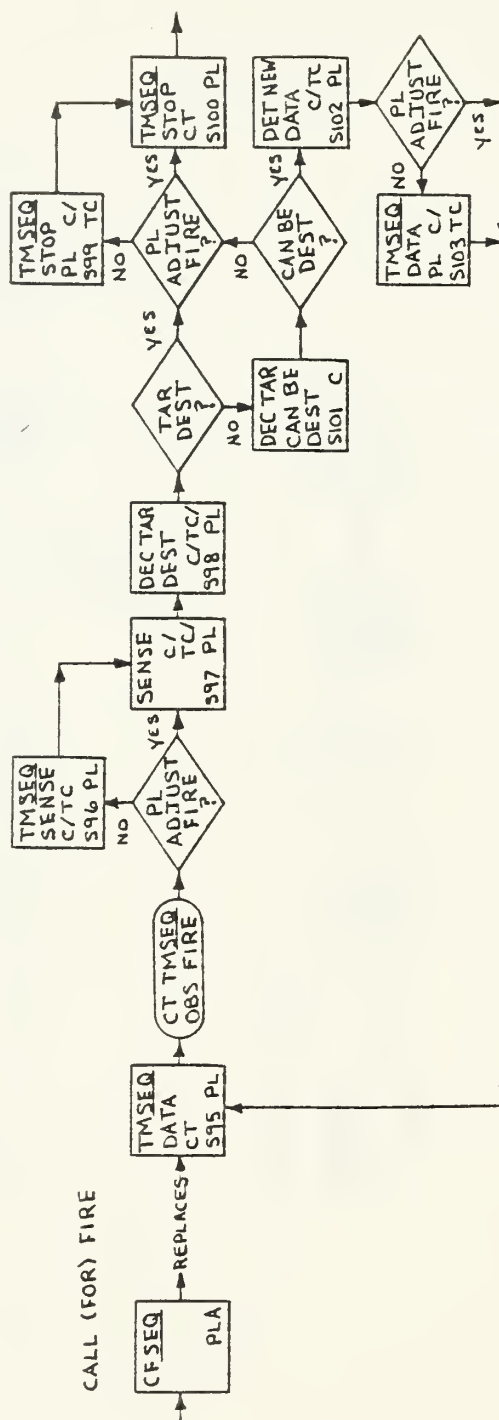 CALL (FOR) FIRE
CFSEQ
PLA
REPLACES
TMSEQ
DATA
CT
S95 PL
CT TMSEQ
OBS FIRE
PL
ADJUST
FIRE
?
NO
YES
TMSEQ
SENSE
C/TC
S96 PL
SENSE
C/
TC/
S97 PL
DEC TAR
DEST
C/TC/
S98 PL
TAR
DEST
?
YES
NO
DEC TAR
CAN BE
DEST
S101 C
PL
ADJUST
FIRE
?
NO
YES
TMSEQ
STOP
PL C/
S99 TC
TMSEQ
STOP
CT
S100 PL
CAN BE
DEST
?
NO
YES
DET NEW
DATA
C/TC
S102 PL
PL
ADJUST
FIRE
?
NO
YES
TMSEQ
DATA
PL C/
S103 TC